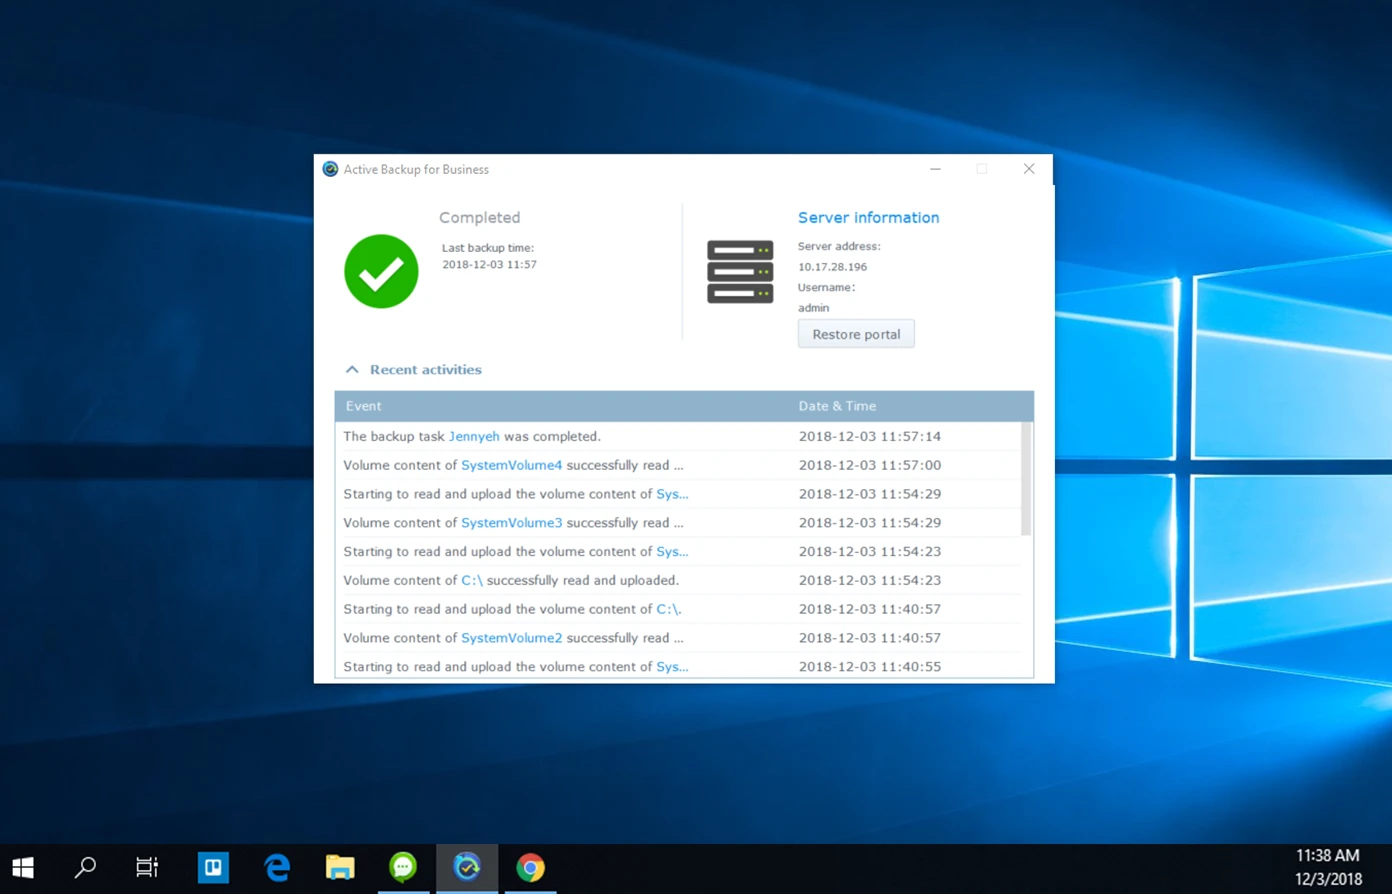 Active Backup for Business
Completed
Last backup time:
2018-12-03 11:57
Server information
Server address:
10.17.28.196
Username:
admin
Restore portal
Recent activities
Event Date & Time
The backup task Jennyeh was completed. 2018-12-03 11:57:14
Volume content of SystemVolume4 successfully read ... 2018-12-03 11:57:00
Starting to read and upload the volume content of Sys... 2018-12-03 11:54:29
Volume content of SystemVolume3 successfully read ... 2018-12-03 11:54:29
Starting to read and upload the volume content of Sys... 2018-12-03 11:54:23
Volume content of C:\ successfully read and uploaded. 2018-12-03 11:54:23
Starting to read and upload the volume content of C:\. 2018-12-03 11:40:57
Volume content of SystemVolume2 successfully read ... 2018-12-03 11:40:57
Starting to read and upload the volume content of Sys... 2018-12-03 11:40:55
11:38 AM
12/3/2018